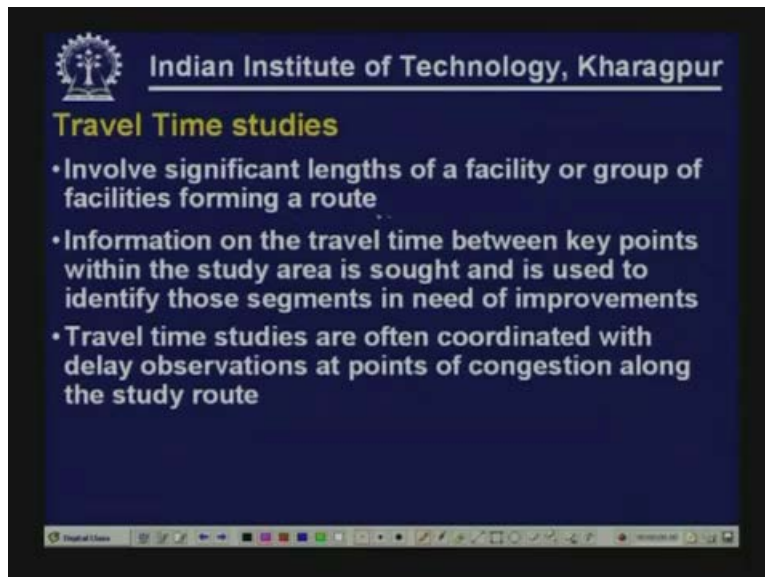 Indian Institute of Technology, Kharagpur
Travel Time studies
•Involve significant lengths of a facility or group of
facilities forming a route
•Information on the travel time between key points
within the study area is sought and is used to
identify those segments in need of improvements
•Travel time studies are often coordinated with
delay observations at points of congestion along
the study route